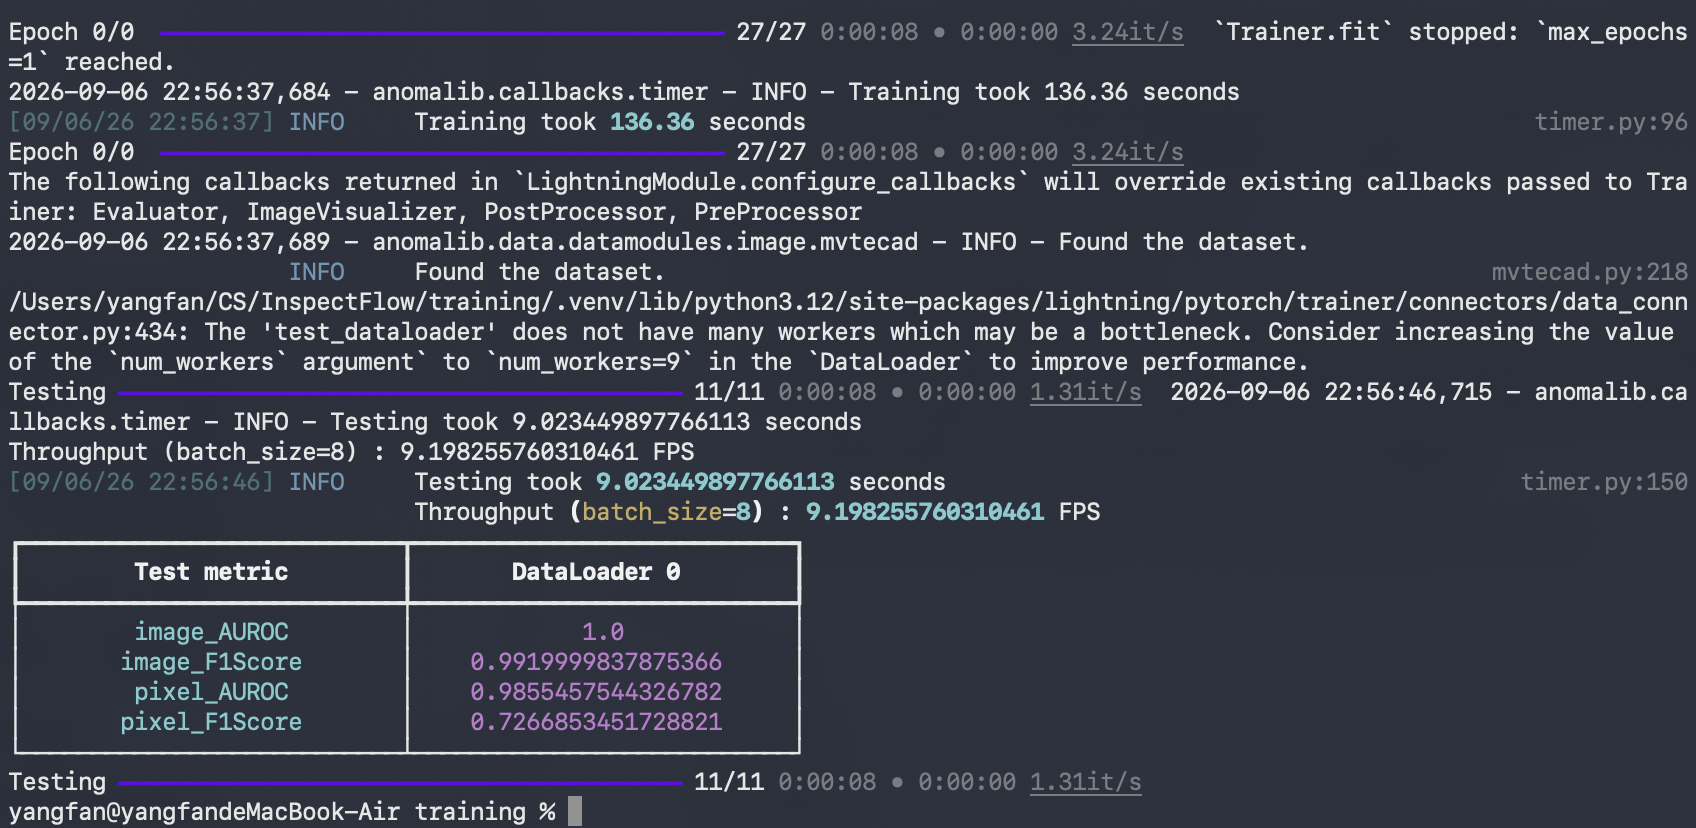 Epoch 0/0 27/27 0:00:08 • 0:00:00 3.24it/s `Trainer.fit` stopped: `max_epochs
=1` reached.
2026-09-06 22:56:37,684 - anomalib.callbacks.timer - INFO - Training took 136.36 seconds
[09/06/26 22:56:37] INFO Training took 136.36 seconds timer.py:96
Epoch 0/0 27/27 0:00:08 • 0:00:00 3.24it/s
The following callbacks returned in `LightningModule.configure_callbacks` will override existing callbacks passed to Tra
iner: Evaluator, ImageVisualizer, PostProcessor, PreProcessor
2026-09-06 22:56:37,689 - anomalib.data.datamodules.image.mvtecad - INFO - Found the dataset.
INFO Found the dataset. mvtecad.py:218
/Users/yangfan/CS/InspectFlow/training/.venv/lib/python3.12/site-packages/lightning/pytorch/trainer/connectors/data_conn
ector.py:434: The 'test_dataloader' does not have many workers which may be a bottleneck. Consider increasing the value
of the `num_workers` argument` to `num_workers=9` in the `DataLoader` to improve performance.
Testing 11/11 0:00:08 • 0:00:00 1.31it/s 2026-09-06 22:56:46,715 - anomalib.ca
llbacks.timer - INFO - Testing took 9.023449897766113 seconds
Throughput (batch_size=8) : 9.198255760310461 FPS
[09/06/26 22:56:46] INFO Testing took 9.023449897766113 seconds timer.py:150
Throughput (batch_size=8) : 9.198255760310461 FPS
Test metric DataLoader 0
image_AUROC 1.0
image_F1Score 0.9919999837875366
pixel_AUROC 0.9855457544326782
pixel_F1Score 0.7266853451728821
Testing 11/11 0:00:08 • 0:00:00 1.31it/s
yangfan@yangfandeMacBook-Air training %